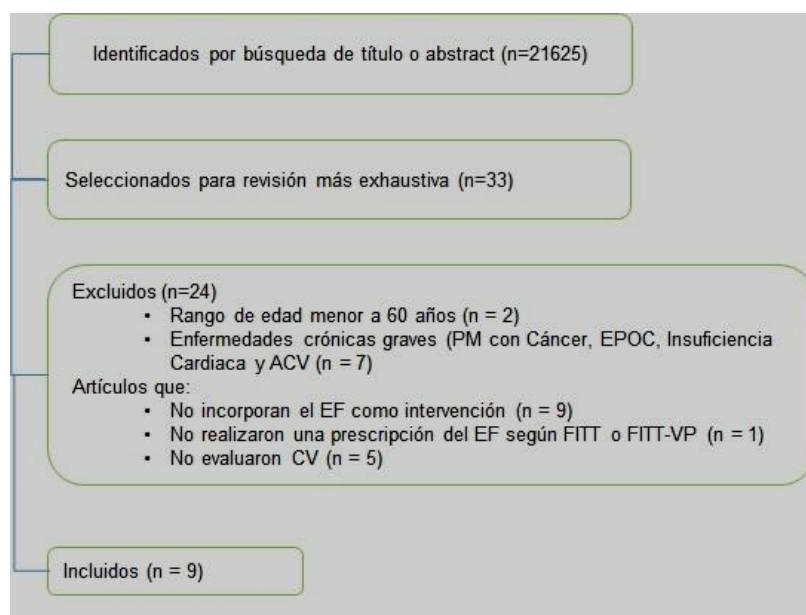 Identificados por búsqueda de título o abstract (n=21625)
Seleccionados para revisión más exhaustiva (n=33)
Excluidos (n=24)
▪ Rango de edad menor a 60 años (n = 2)
▪ Enfermedades crónicas graves (PM con Cáncer, EPOC, Insuficiencia
Cardiaca y ACV (n = 7)
Artículos que:
▪ No incorporan el EF como intervención (n = 9)
▪ No realizaron una prescripción del EF según FITT o FITT-VP (n = 1)
▪ No evaluaron CV (n = 5)
Incluidos (n = 9)